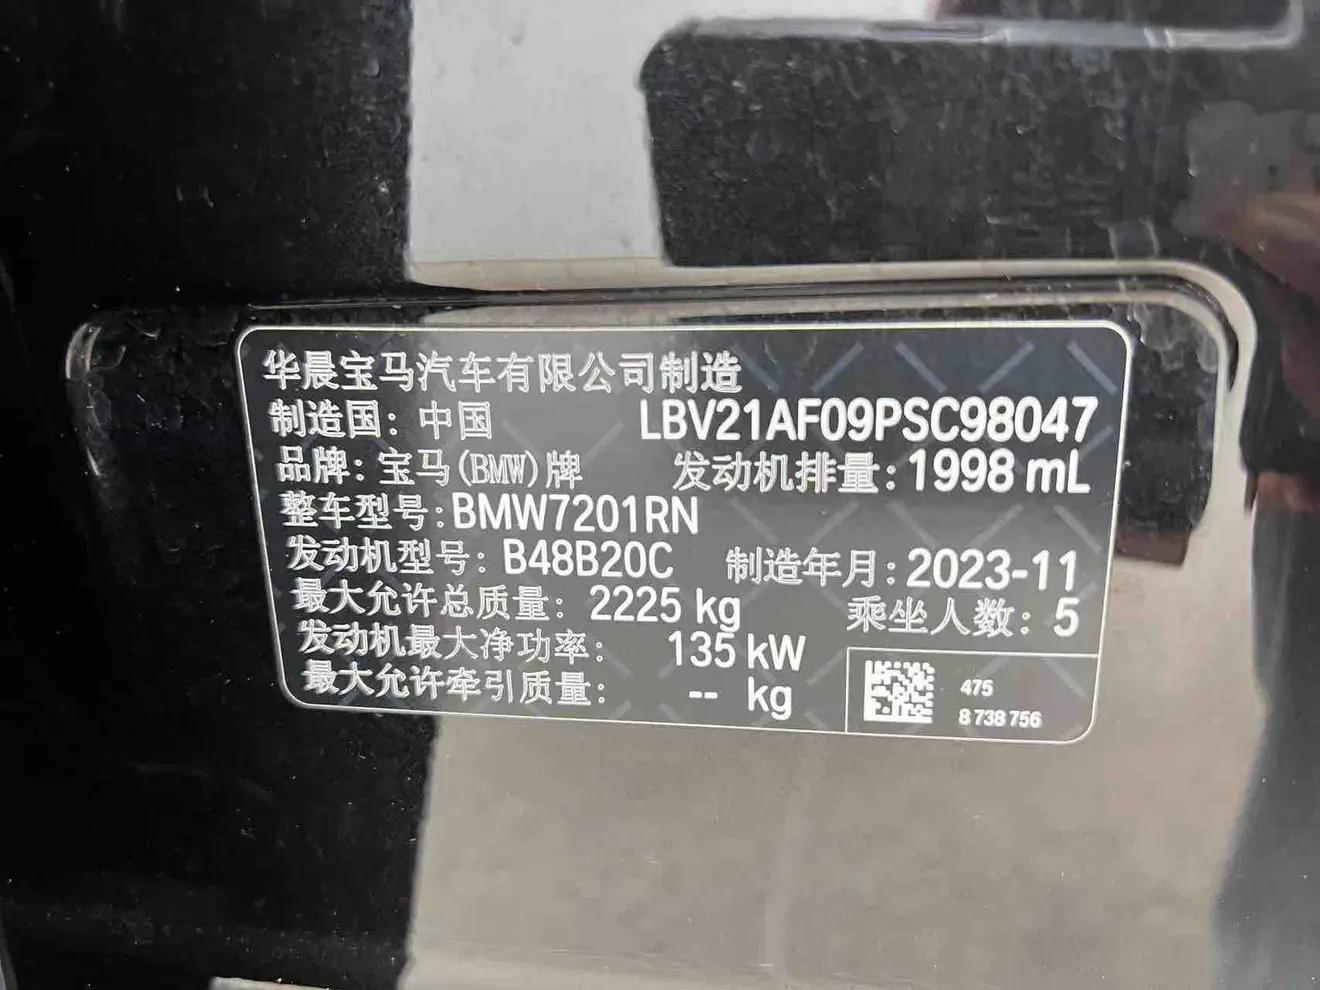 华晨宝马汽车有限公司制造
制造国：中国 LBV21AF09PSC98047
品牌：宝马(BMW)牌 发动机排量：1998 mL
整车型号：BMW7201RN
发动机型号：B48B20C 制造年月：2023-11
最大允许总质量：2225 kg 乘坐人数：5
发动机最大净功率：135 kW
最大允许牵引质量：-- kg
475
8 738 756